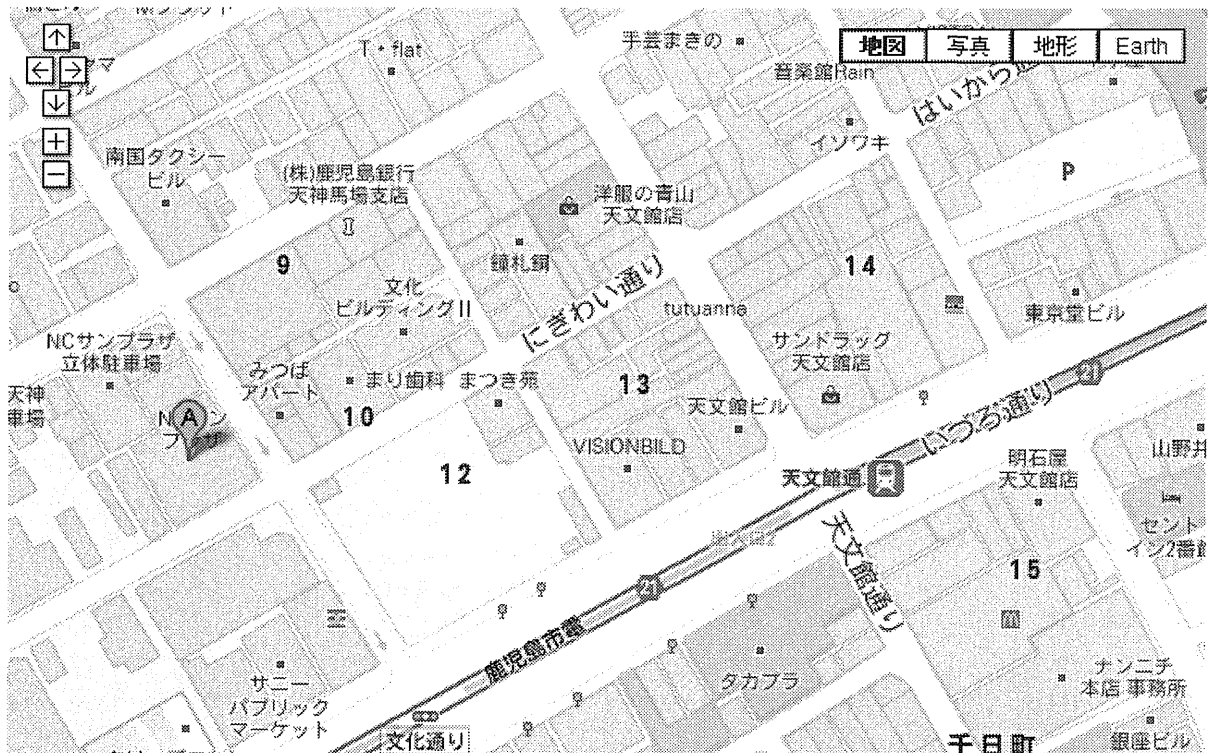 T・flat
手芸まきの
地図
写真
地形
Earth
音楽館Rain
はいから通
イソワキ
南国タクシー
ビル
(株)鹿児島銀行
天神馬場支店
洋服の青山
天文館店
P
9
鐘札銅
14
文化
ビルディングII
にぎわい通り
tutuanna
東京堂ビル
NCサンプラザ
立体駐車場
サンドラッグ
天文館店
みつば
アパート
まり歯科
まつき苑
13
21
天神
車場
A
10
天文館ビル
いづろ通り
VISIONBILD
明石屋
天文館店
山野井
12
天文館通
セント
イン2番館
天文館通り
15
21
鹿児島市電
サニー
パブリック
マーケット
タカプラ
ナンニチ
本店 事務所
文化通り
千日町
銀座ビル